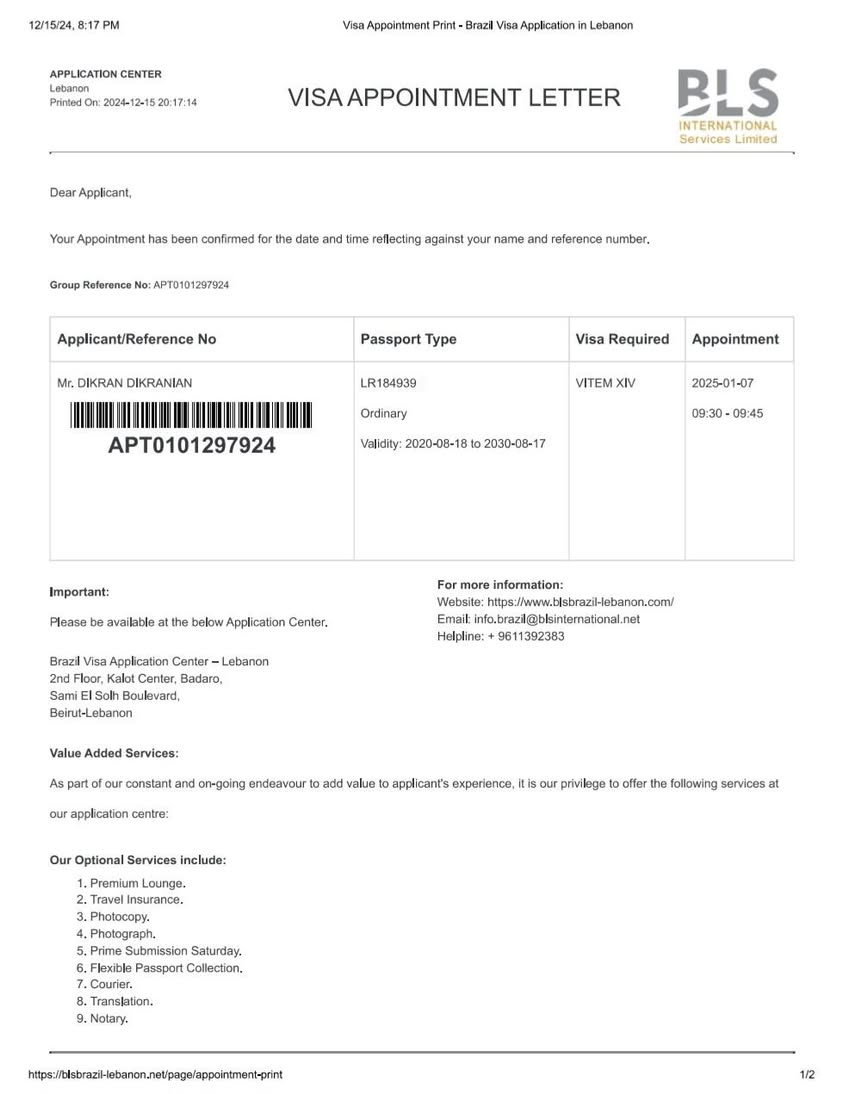 12/15/24, 8:17 PM
Visa Appointment Print - Brazil Visa Application in Lebanon
APPLICATION CENTER
Lebanon
Printed On: 2024-12-15 20:17:14
VISA APPOINTMENT LETTER
BLS
INTERNATIONAL
Services Limited
Dear Applicant,
Your Appointment has been confirmed for the date and time reflecting against your name and reference number.
Group Reference No: APT0101297924
Applicant/Reference No
Passport Type
Visa Required
Appointment
Mr. DIKRAN DIKRANIAN
APT0101297924
LR184939
Ordinary
Validity: 2020-08-18 to 2030-08-17
VITEM XIV
2025-01-07
09:30 - 09:45
Important:
Please be available at the below Application Center.
Brazil Visa Application Center – Lebanon
2nd Floor, Kalot Center, Badaro,
Sami El Solh Boulevard,
Beirut-Lebanon
For more information:
Website: https://www.blsbrazil-lebanon.com/
Email: info.brazil@blsinternational.net
Helpline: + 9611392383
Value Added Services:
As part of our constant and on-going endeavour to add value to applicant's experience, it is our privilege to offer the following services at
our application centre:
Our Optional Services include:
1. Premium Lounge.
2. Travel Insurance.
3. Photocopy.
4. Photograph.
5. Prime Submission Saturday.
6. Flexible Passport Collection.
7. Courier.
8. Translation.
9. Notary.
https://blsbrazil-lebanon.net/page/appointment-print
1/2